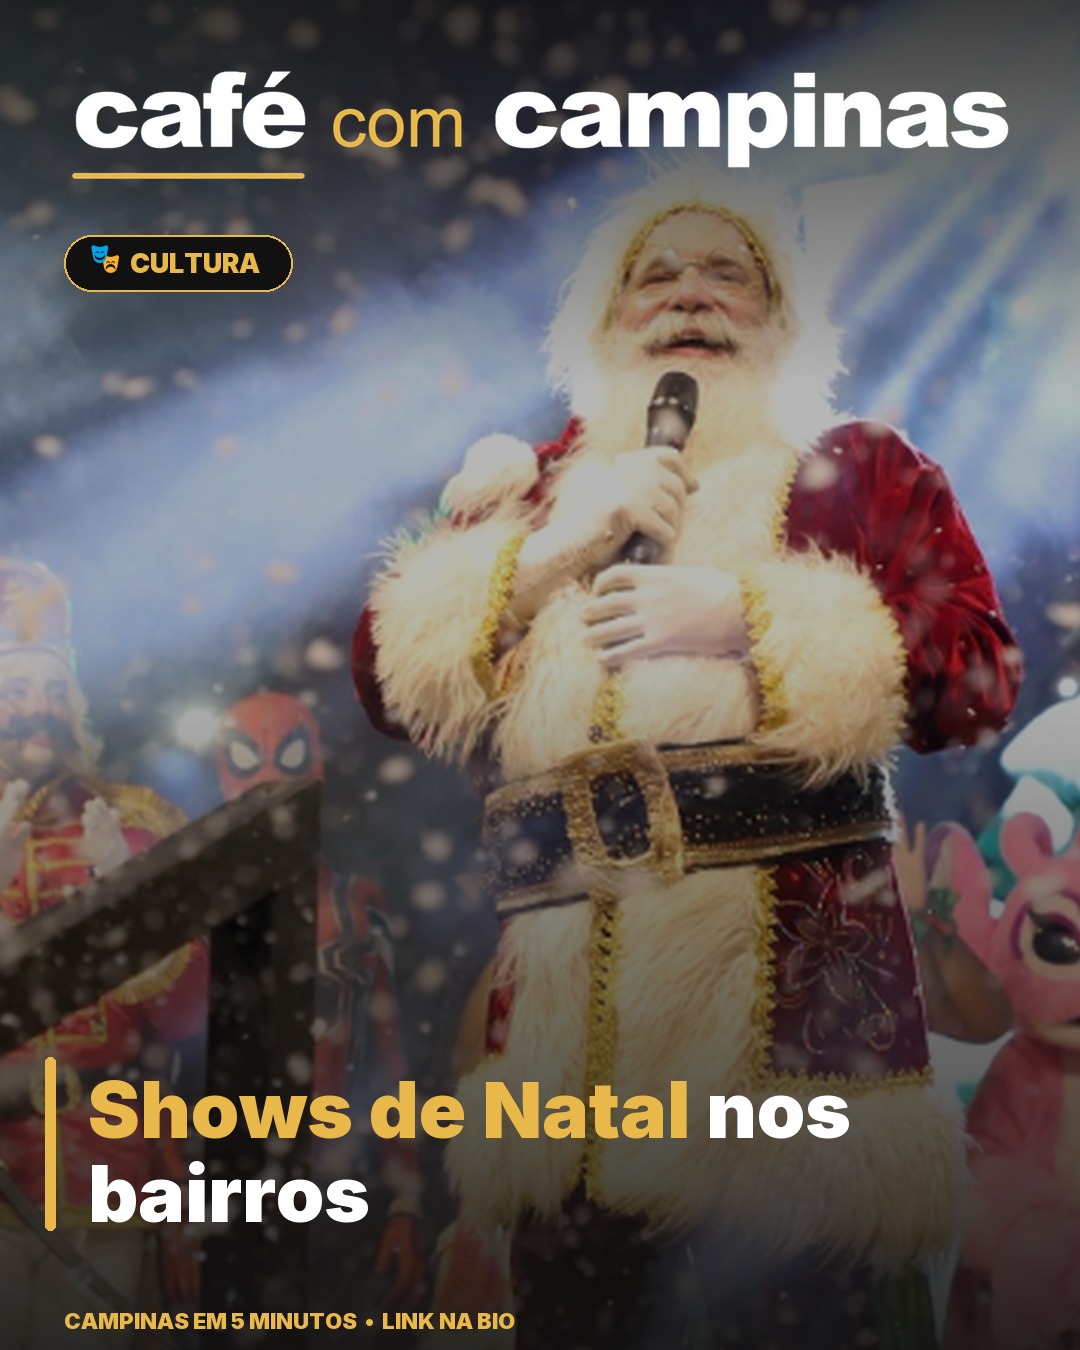 café com campinas
CULTURA
Shows de Natal nos
bairros
CAMPINAS EM 5 MINUTOS • LINK NA BIO